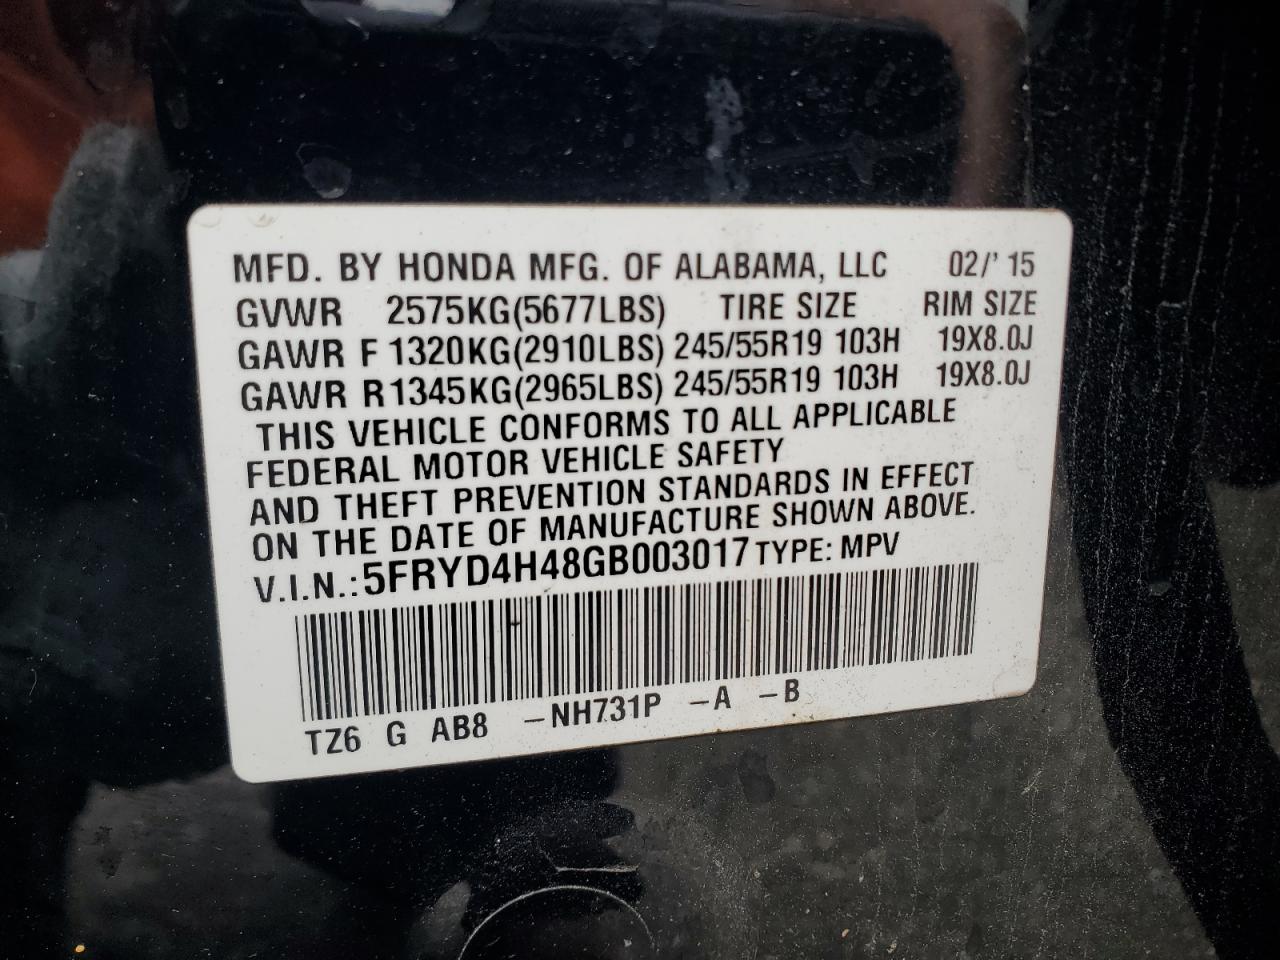 MFD. BY HONDA MFG. OF ALABAMA, LLC 02/' 15
GVWR 2575KG(5677LBS) TIRE SIZE RIM SIZE
GAWR F 1320KG(2910LBS) 245/55R19 103H 19X8.0J
GAWR R 1345KG(2965LBS) 245/55R19 103H 19X8.0J
THIS VEHICLE CONFORMS TO ALL APPLICABLE
FEDERAL MOTOR VEHICLE SAFETY
AND THEFT PREVENTION STANDARDS IN EFFECT
ON THE DATE OF MANUFACTURE SHOWN ABOVE.
V.I.N.: 5FRYD4H48GB003017 TYPE: MPV
TZ6 G AB8 -NH731P -A -B